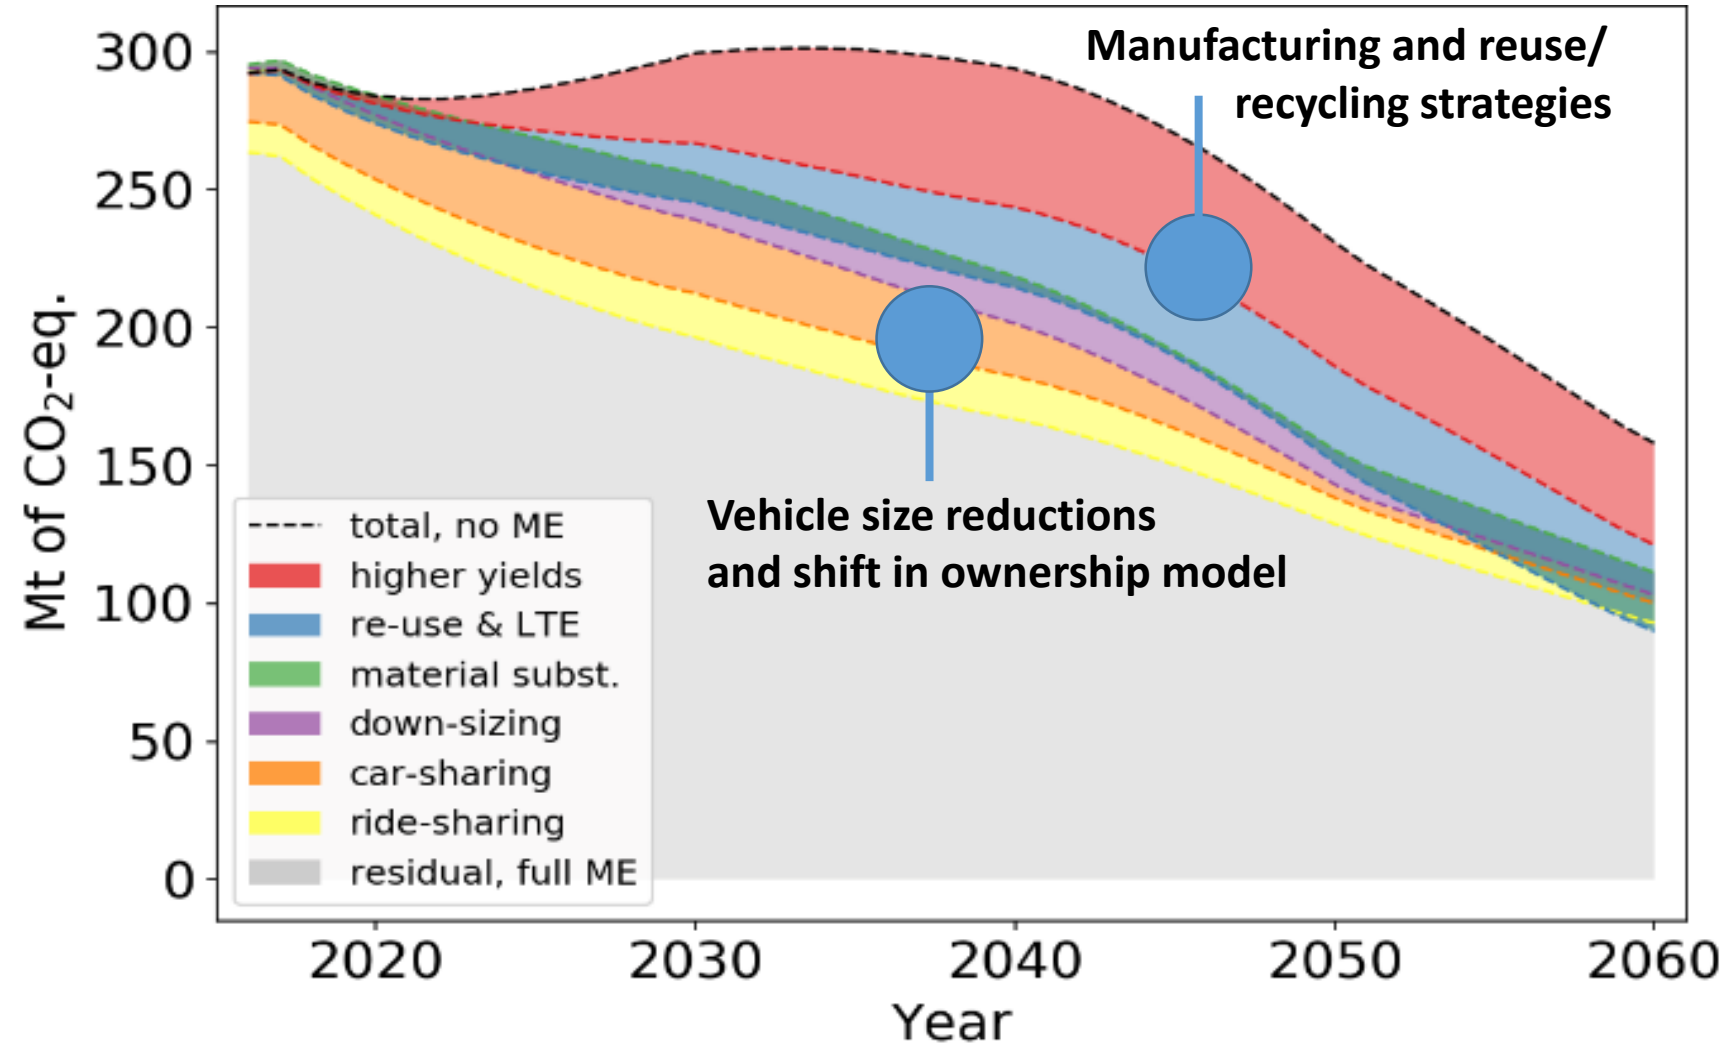 Manufacturing and reuse/
recycling strategies
300
250
200
150
100
50
0
Mt of CO₂-eq.
Vehicle size reductions
and shift in ownership model
total, no ME
higher yields
re-use & LTE
material subst.
down-sizing
car-sharing
ride-sharing
residual, full ME
2020 2030 2040 2050 2060
Year